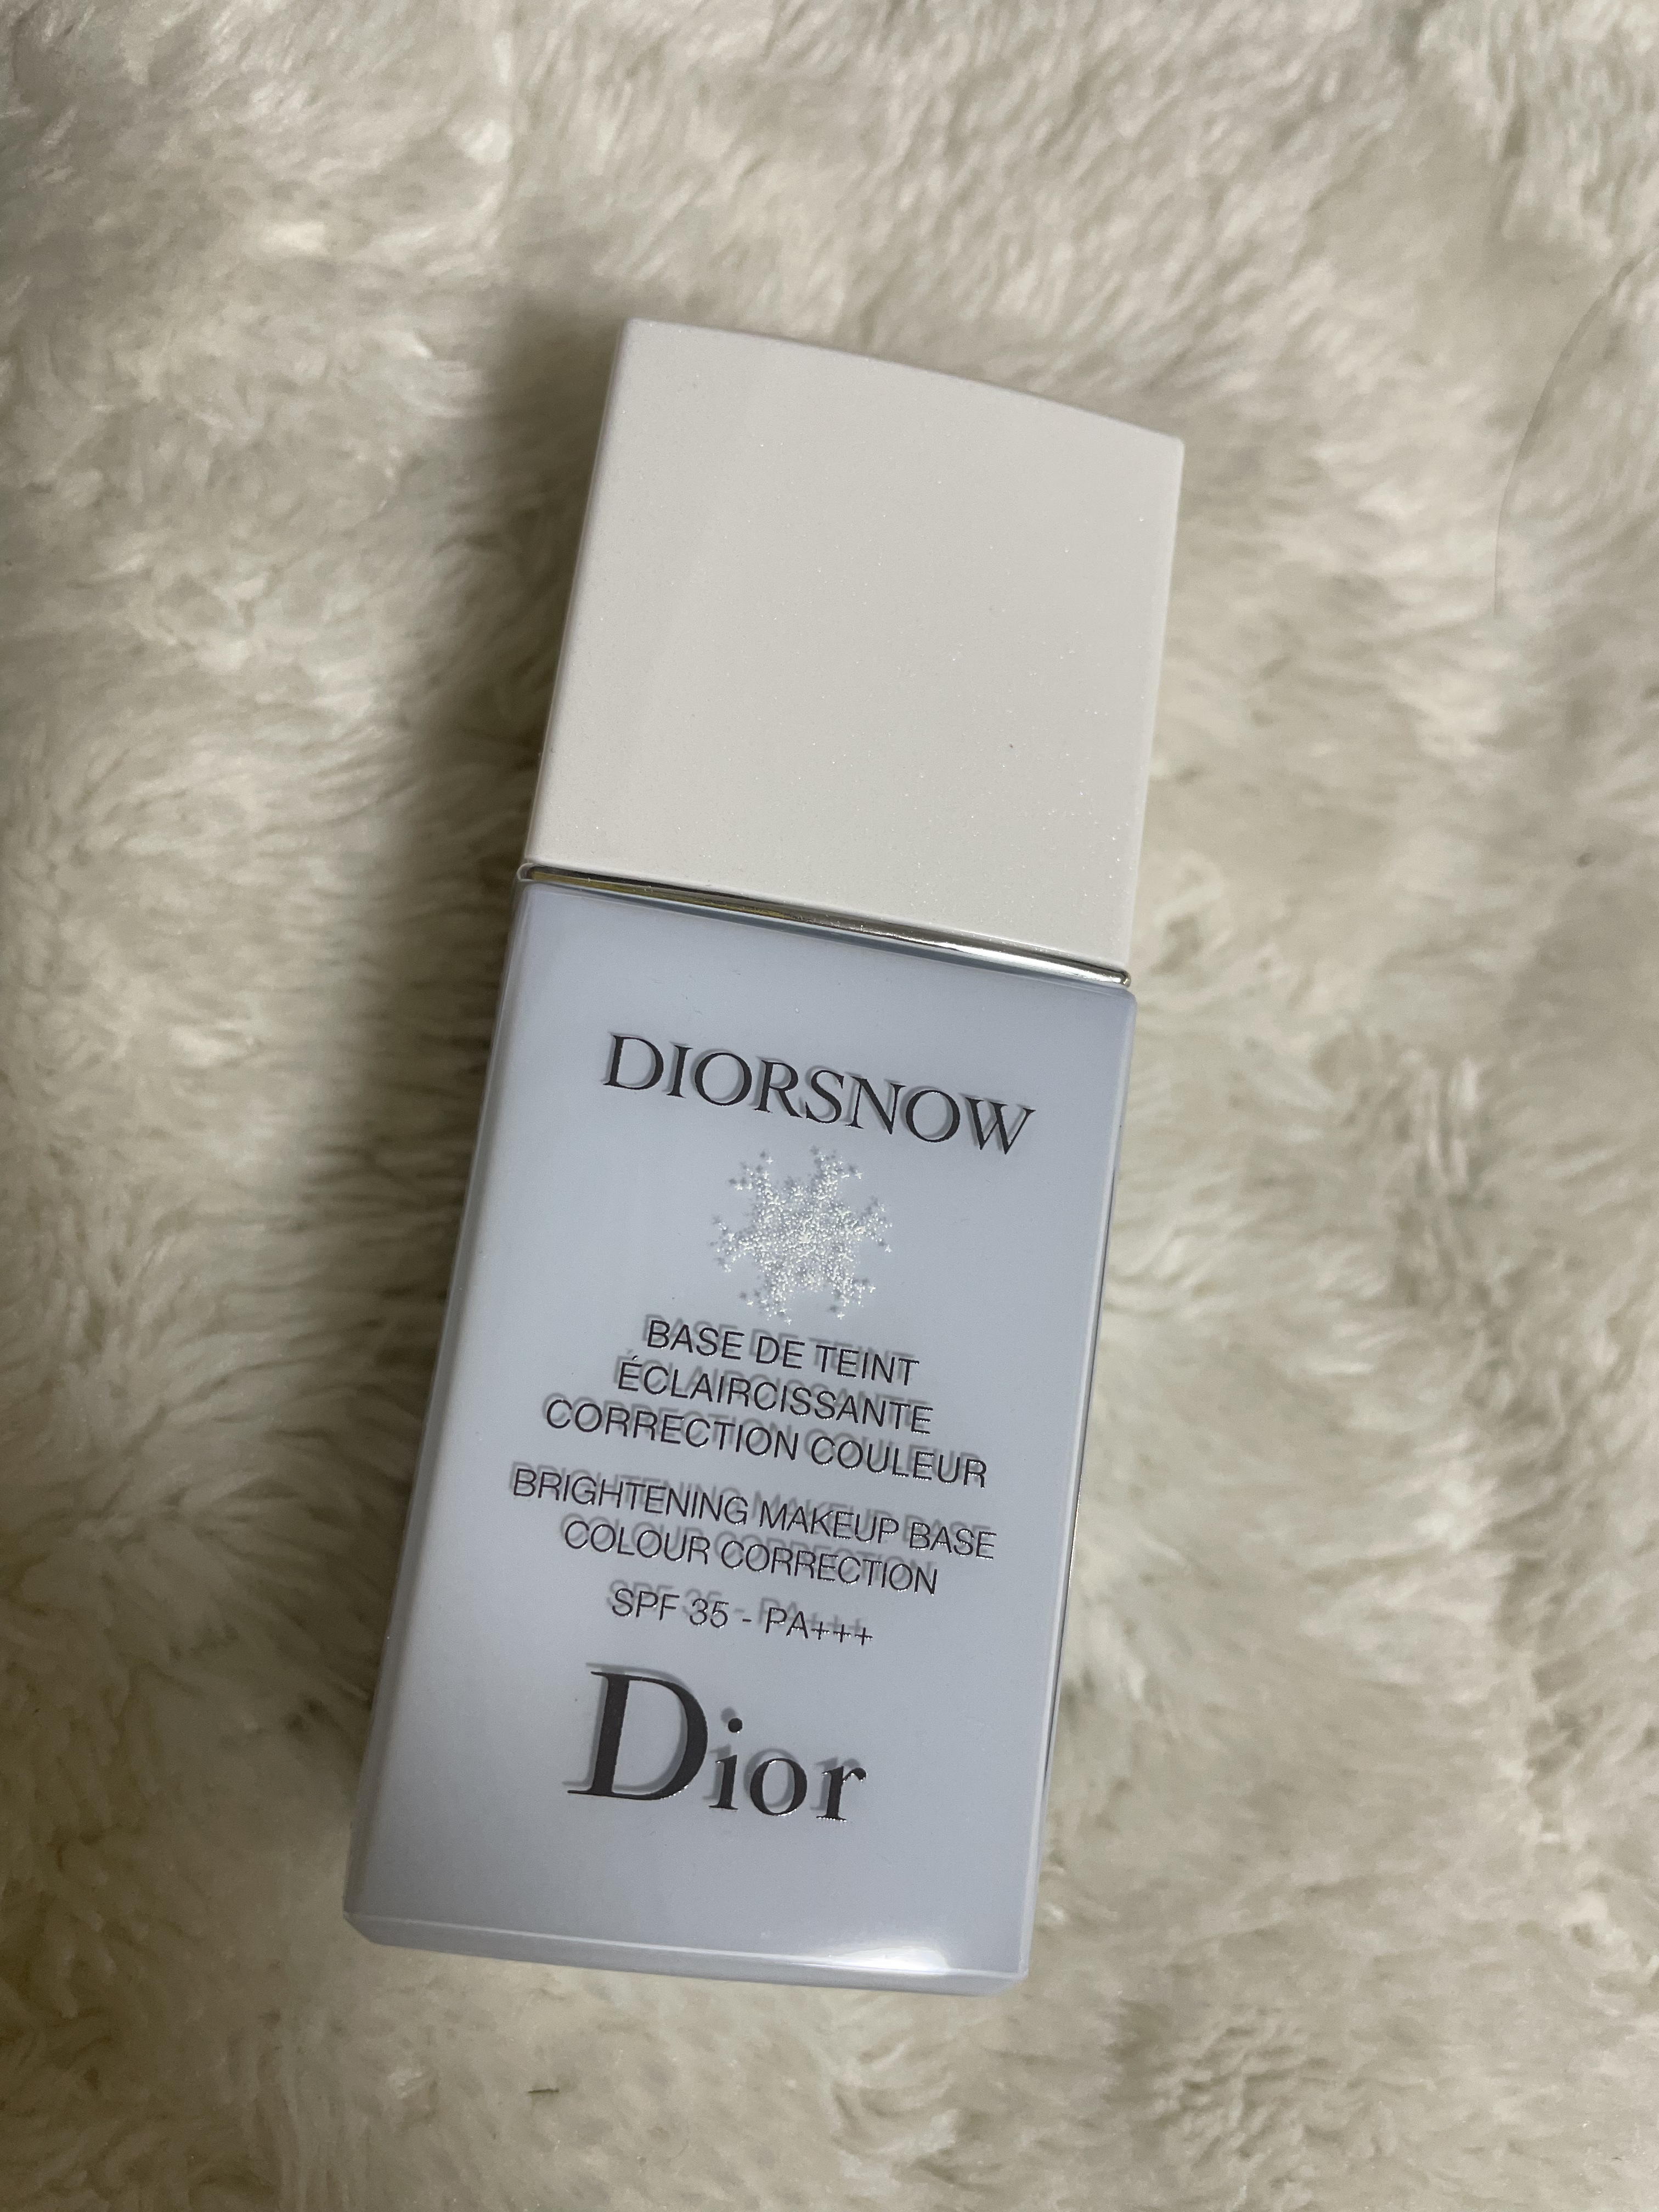 DIORSNOW
BASE DE TEINT
ÉCLAIRCISSANTE
CORRECTION COULEUR
BRIGHTENING MAKEUP BASE
COLOUR CORRECTION
SPF 35 - PA+++
Dior